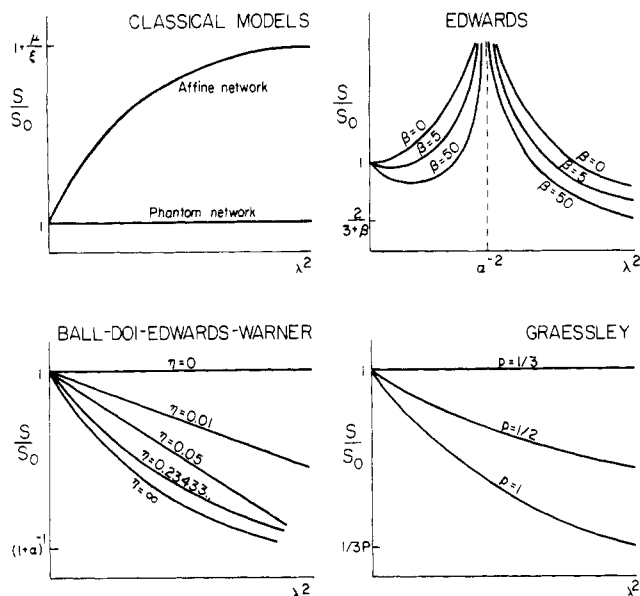 CLASSICAL MODELS
1+μ/ξ
S/S₀
Affine network
Phantom network
1
λ²
EDWARDS
S/S₀
β=0
β=5
β=50
β=0
β=5
β=50
1
2/3+β
α⁻²
λ²
BALL-DOI-EDWARDS-WARNER
1
η=0
η=0.01
η=0.05
η=0.23433..
η=∞
S/S₀
(1+α)⁻¹
λ²
GRAESSLEY
1
p=1/3
p=1/2
p=1
S/S₀
1/3P
λ²